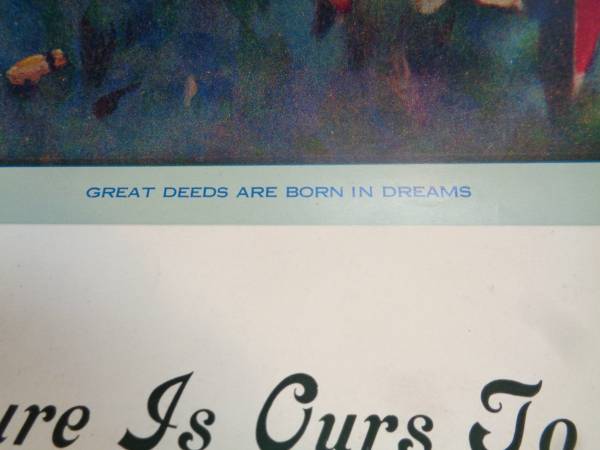 GREAT DEEDS ARE BORN IN DREAMS
ure Is Ours To